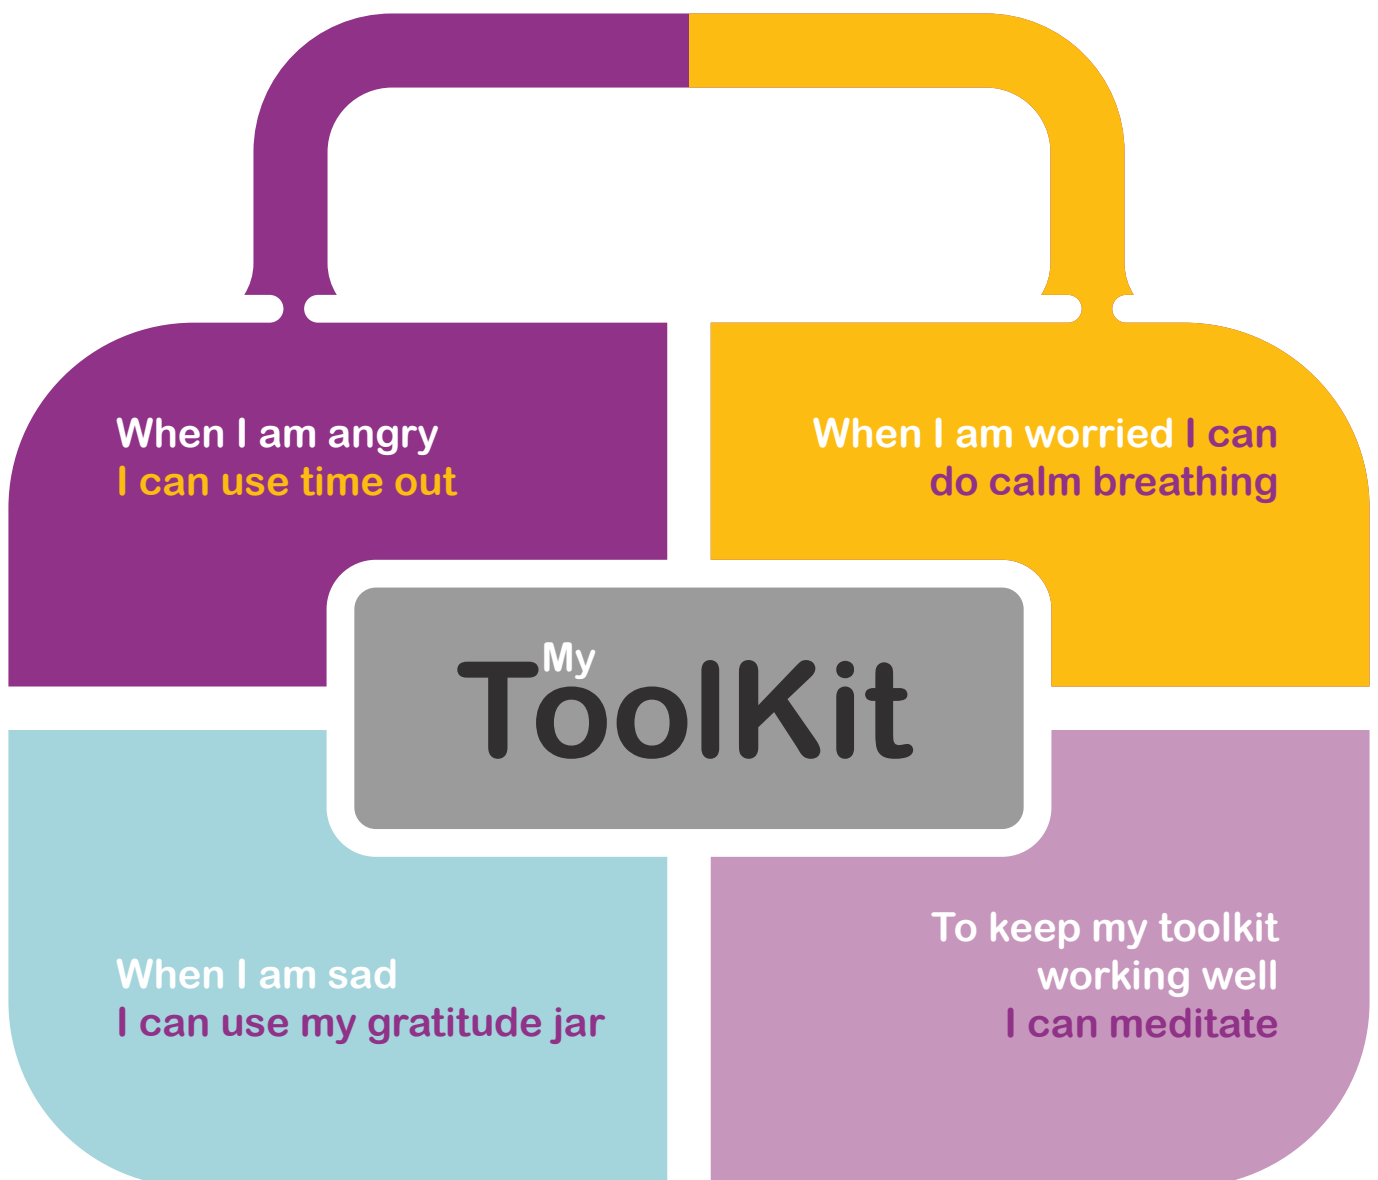 When I am angry
I can use time out
When I am worried I can
do calm breathing
My
ToolKit
When I am sad
I can use my gratitude jar
To keep my toolkit
working well
I can meditate